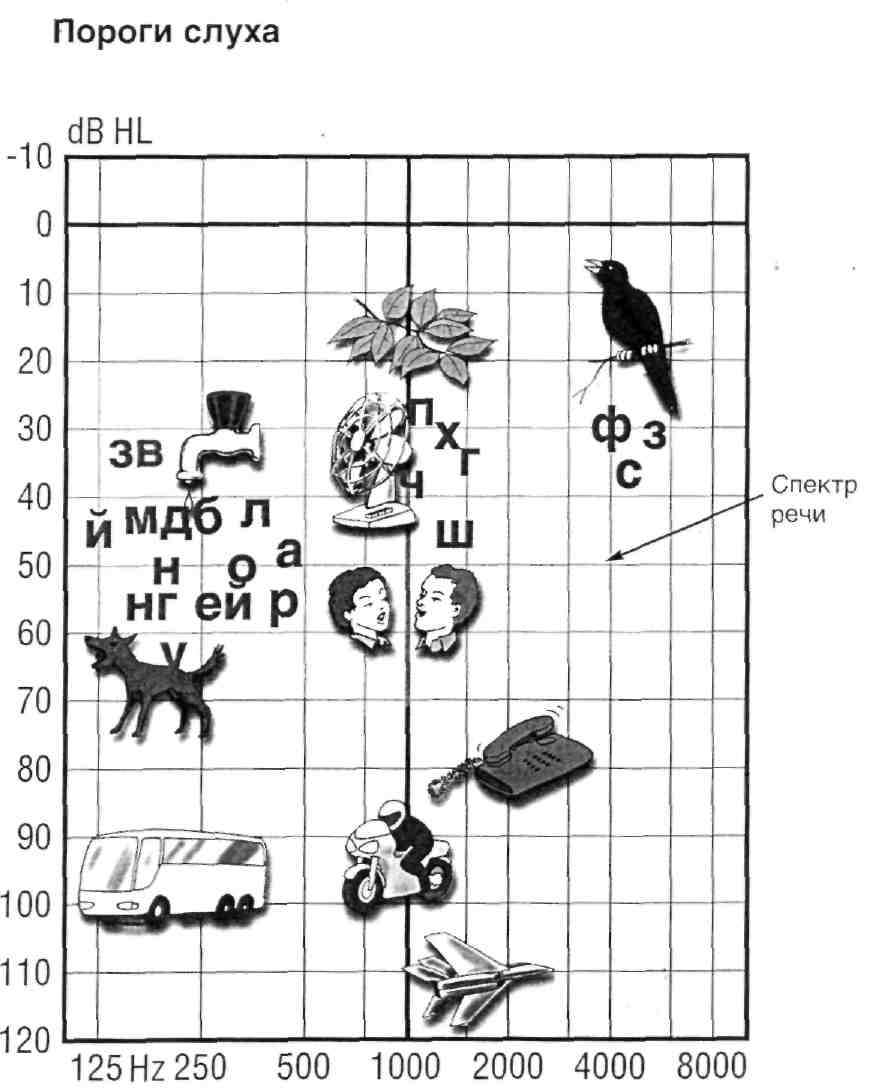 Пороги слуха
dB HL
-10
0
10
20
30
40
50
60
70
80
90
100
110
120
п
х
г
ч
ш
ф з
с
зв
й мдб л
н о а
нг ей р
у
Спектр
речи
125 Hz 250 500 1000 2000 4000 8000